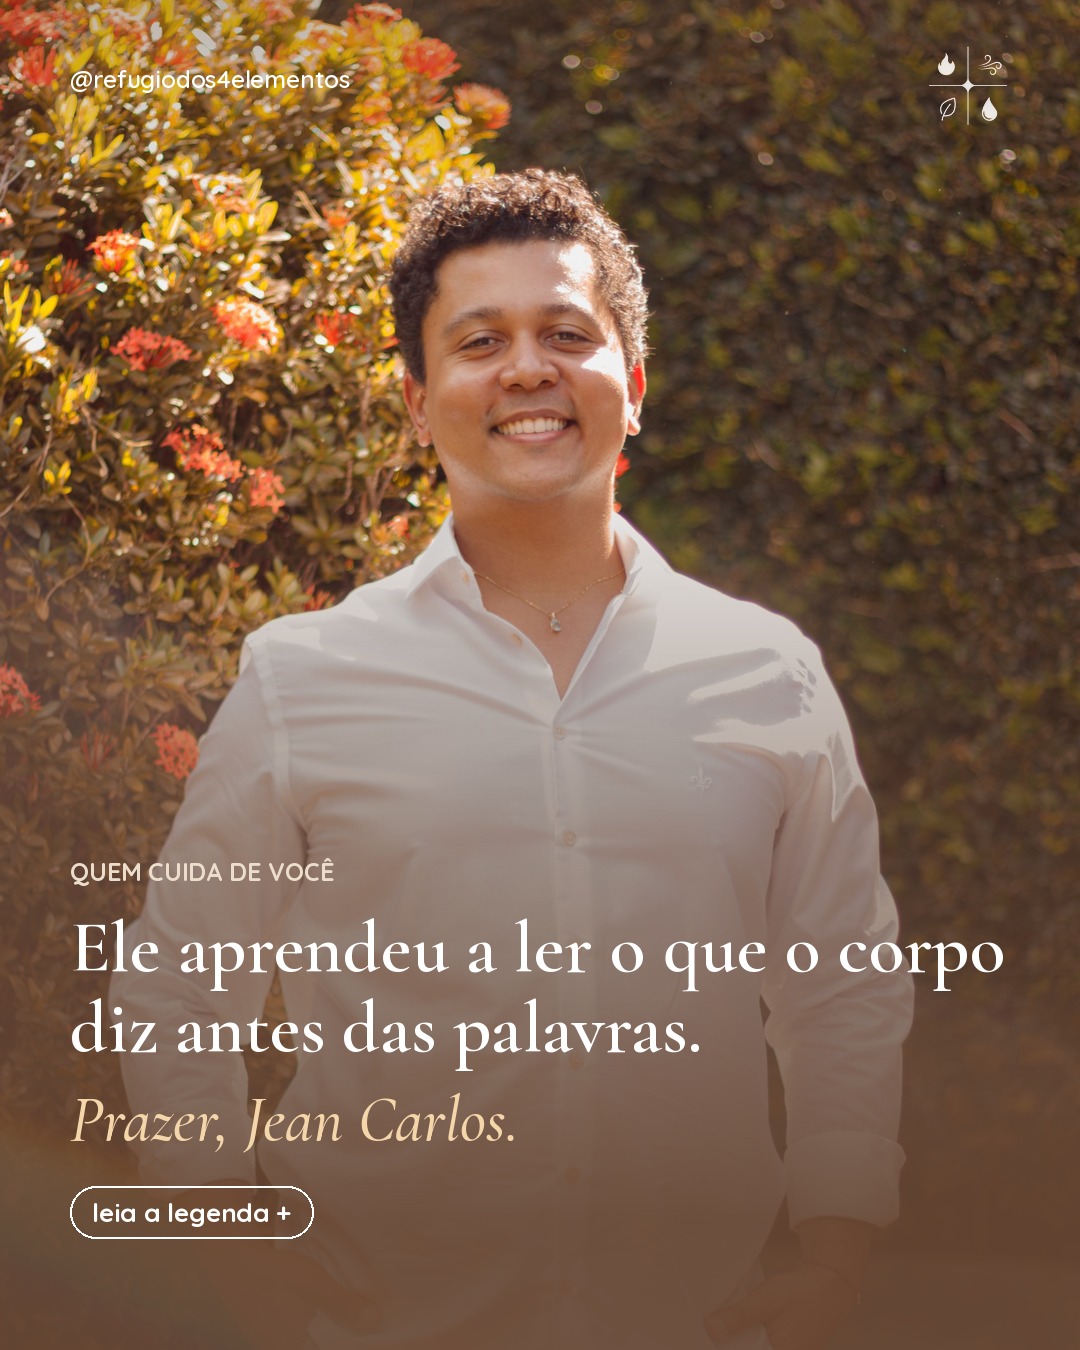 @refugiodos4elementos
QUEM CUIDA DE VOCÊ
Ele aprendeu a ler o que o corpo
diz antes das palavras.
Prazer, Jean Carlos.
leia a legenda +